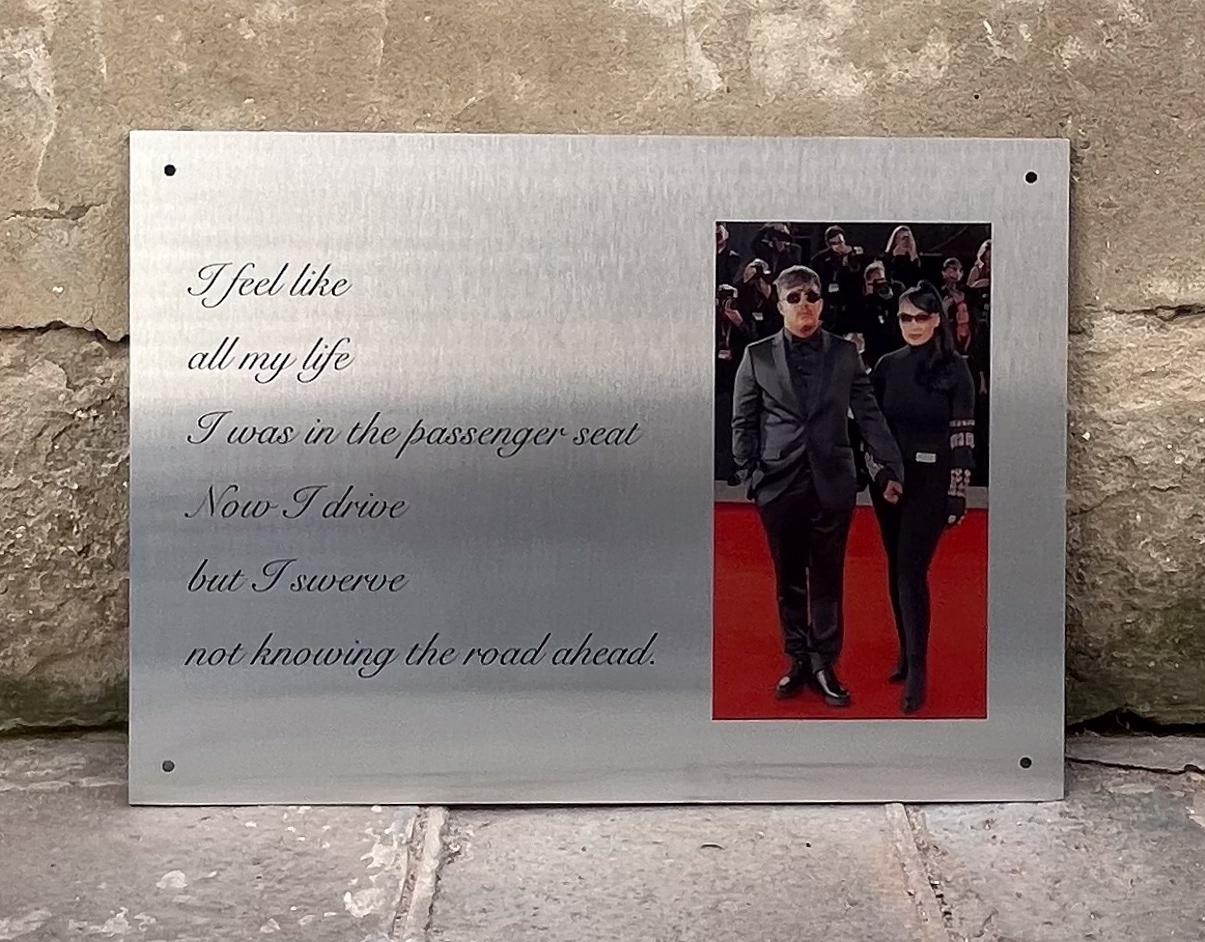 I feel like
all my life
I was in the passenger seat
Now I drive
but I swerve
not knowing the road ahead.